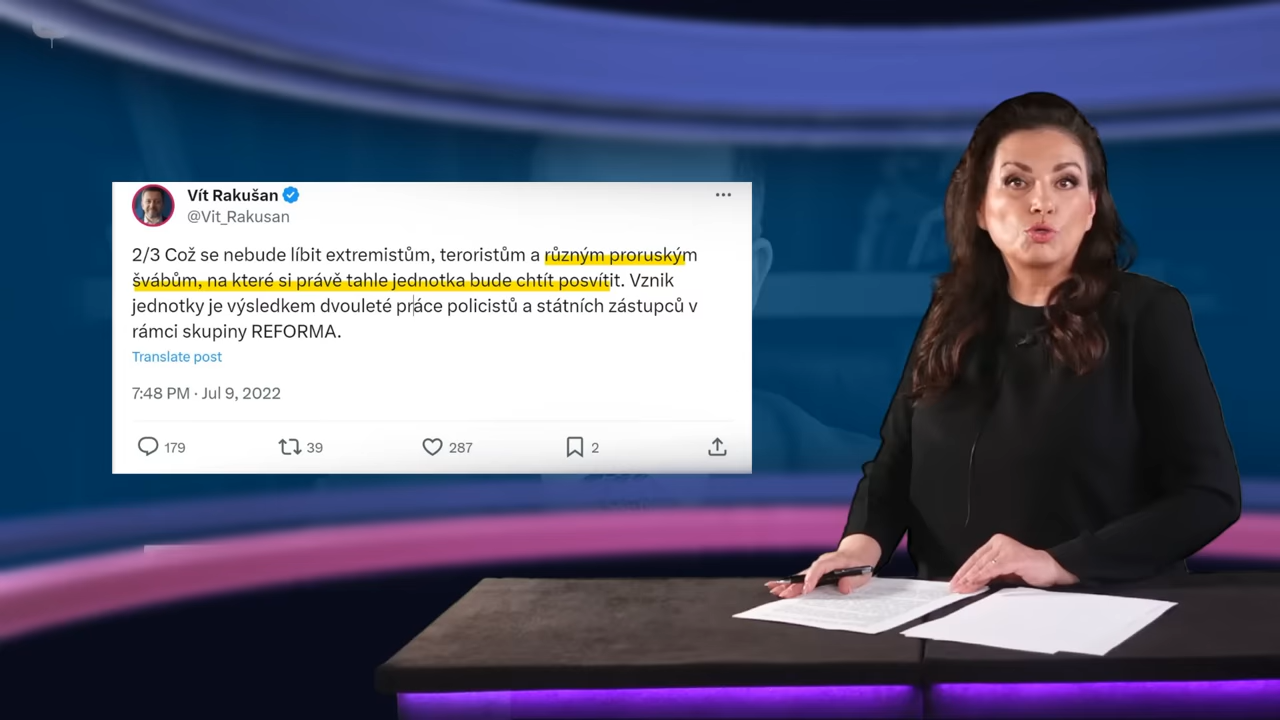 Vít Rakušan
@Vit_Rakusan
2/3 Což se nebude líbit extremistům, teroristům a různým proruským
švábům, na které si právě tahle jednotka bude chtít posvítit. Vznik
jednotky je výsledkem dvouleté práce policistů a státních zástupců v
rámci skupiny REFORMA.
Translate post
7:48 PM · Jul 9, 2022
179 39 287 2